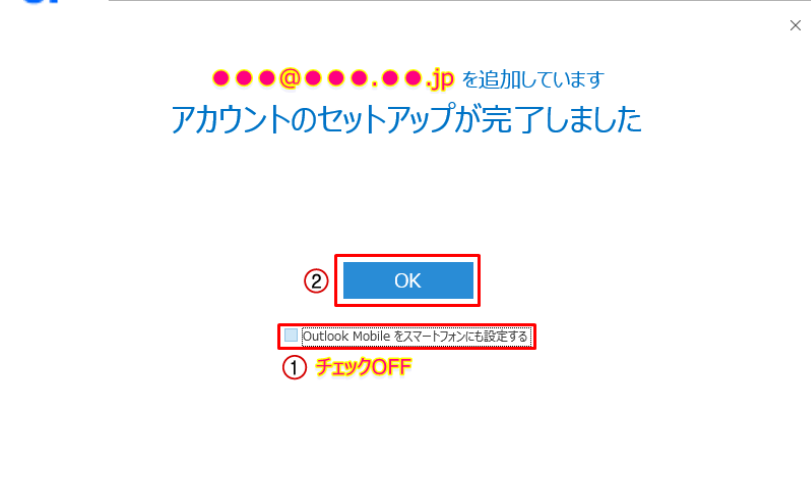 ●●●@●●●.●●.jp を追加しています
アカウントのセットアップが完了しました
② OK
Outlook Mobile をスマートフォンにも設定する
① チェックOFF